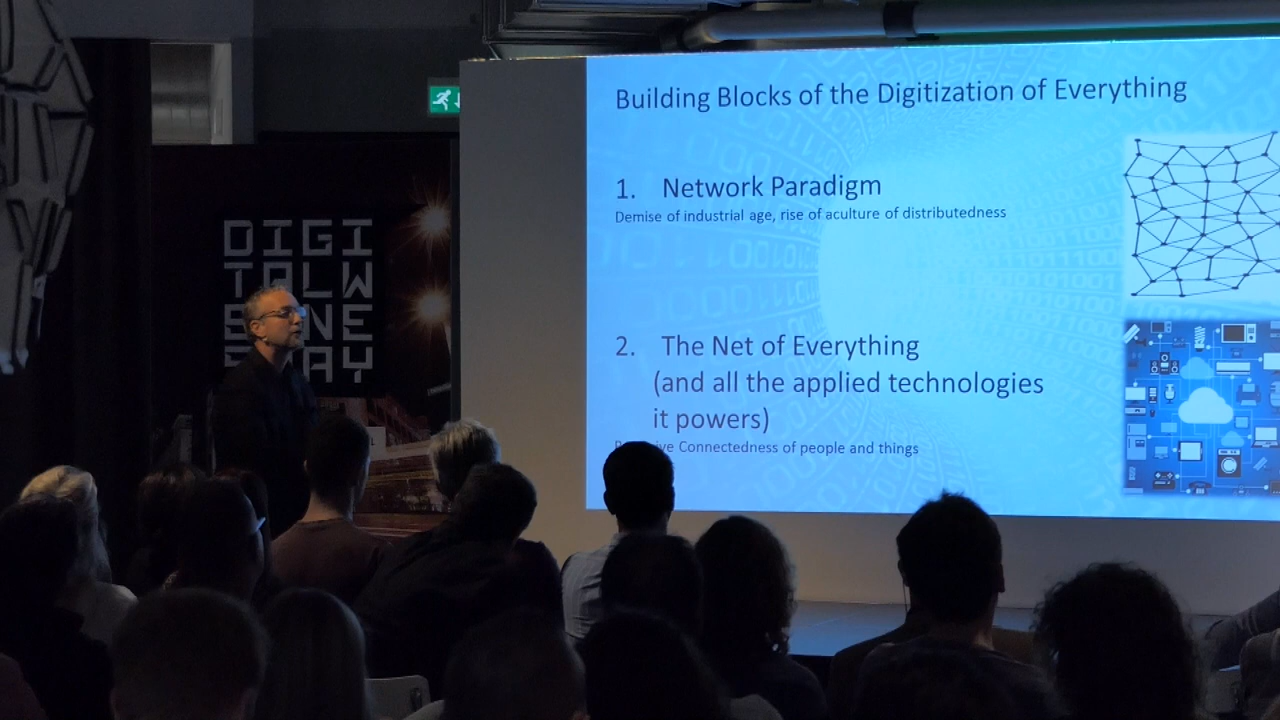 Building Blocks of the Digitization of Everything
1. Network Paradigm
Demise of industrial age, rise of aculture of distributedness
2. The Net of Everything
(and all the applied technologies
it powers)
Connectedness of people and things
DIGI
TALW
NE
AY